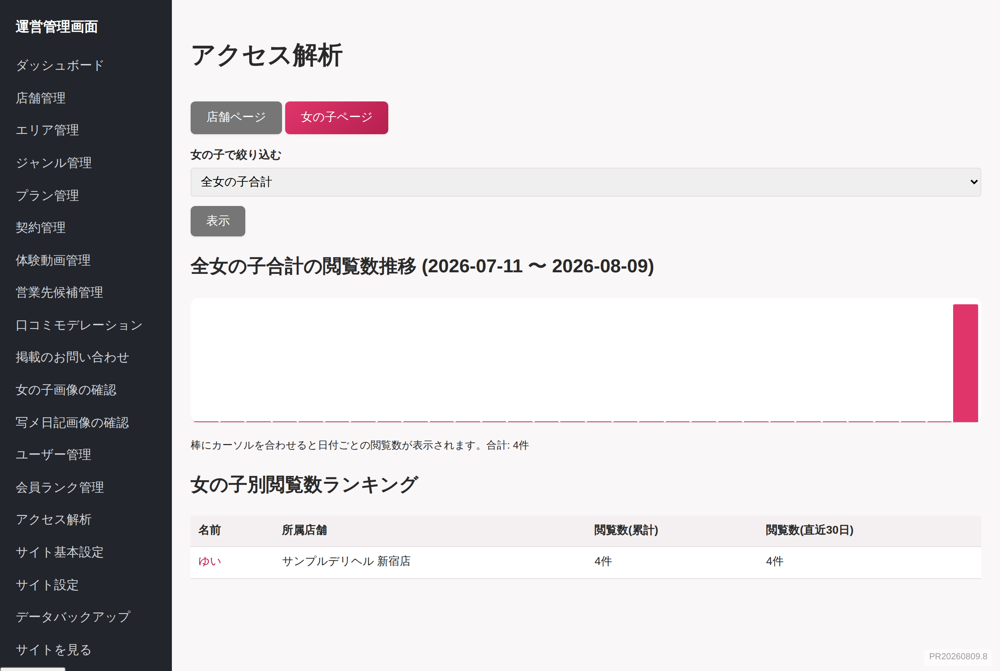 運営管理画面
ダッシュボード
店舗管理
エリア管理
ジャンル管理
プラン管理
契約管理
体験動画管理
営業先候補管理
口コミモデレーション
掲載のお問い合わせ
女の子画像の確認
写メ日記画像の確認
ユーザー管理
会員ランク管理
アクセス解析
サイト基本設定
サイト設定
データバックアップ
サイトを見る
アクセス解析
店舗ページ 女の子ページ
女の子で絞り込む
全女の子合計
表示
全女の子合計の閲覧数推移 (2026-07-11 〜 2026-08-09)
棒にカーソルを合わせると日付ごとの閲覧数が表示されます。合計: 4件
女の子別閲覧数ランキング
名前 所属店舗 閲覧数(累計) 閲覧数(直近30日)
ゆい サンプルデリヘル 新宿店 4件 4件
PR20260809.8